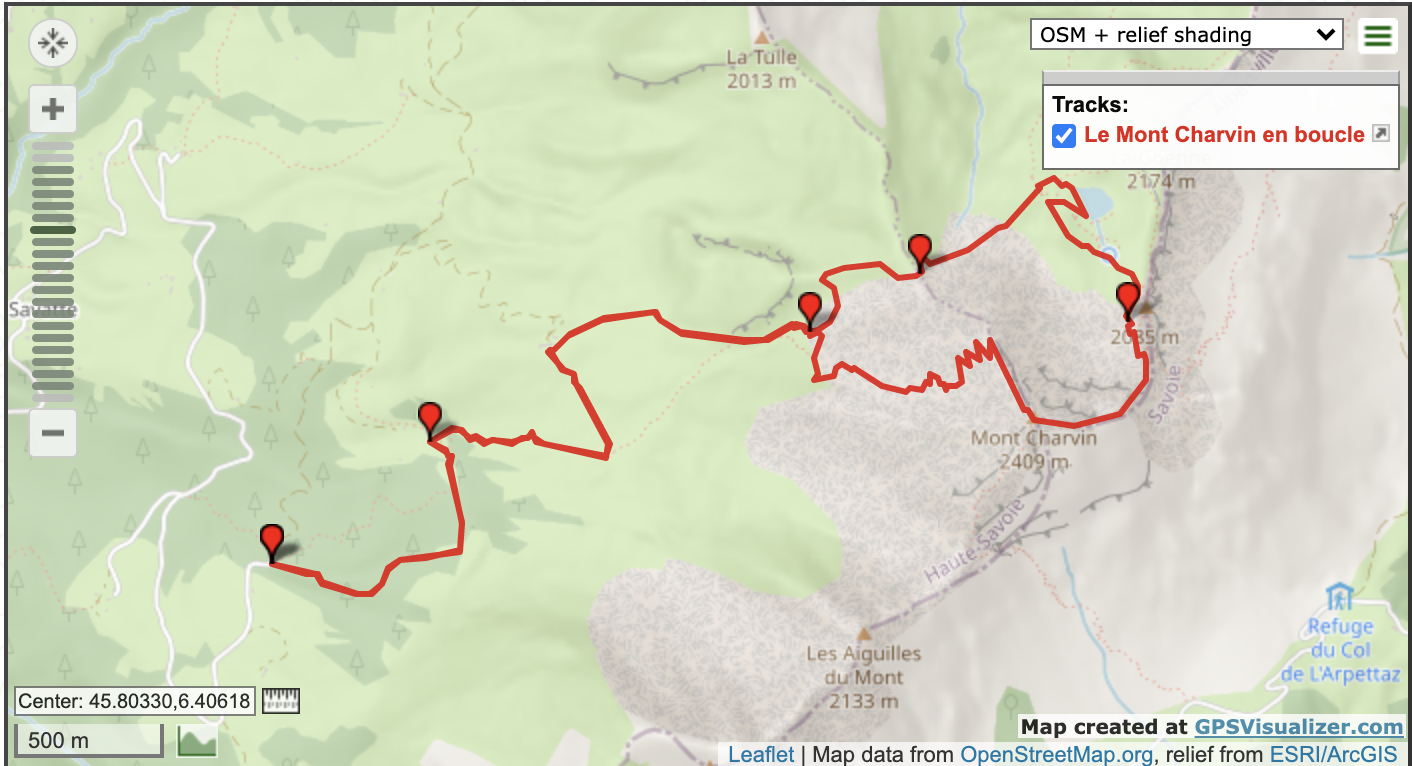 OSM + relief shading
La Tulle
2013 m
Tracks:
Le Mont Charvin en boucle
2174 m
Savatte
2085 m
Savoie
Mont Charvin
2409 m
Haute-Savoie
Refuge
du Col
de L'Arpettaz
Les Aiguilles
du Mont
2133 m
Center: 45.80330,6.40618
500 m
Map created at GPSVisualizer.com
Leaflet | Map data from OpenStreetMap.org, relief from ESRI/ArcGIS